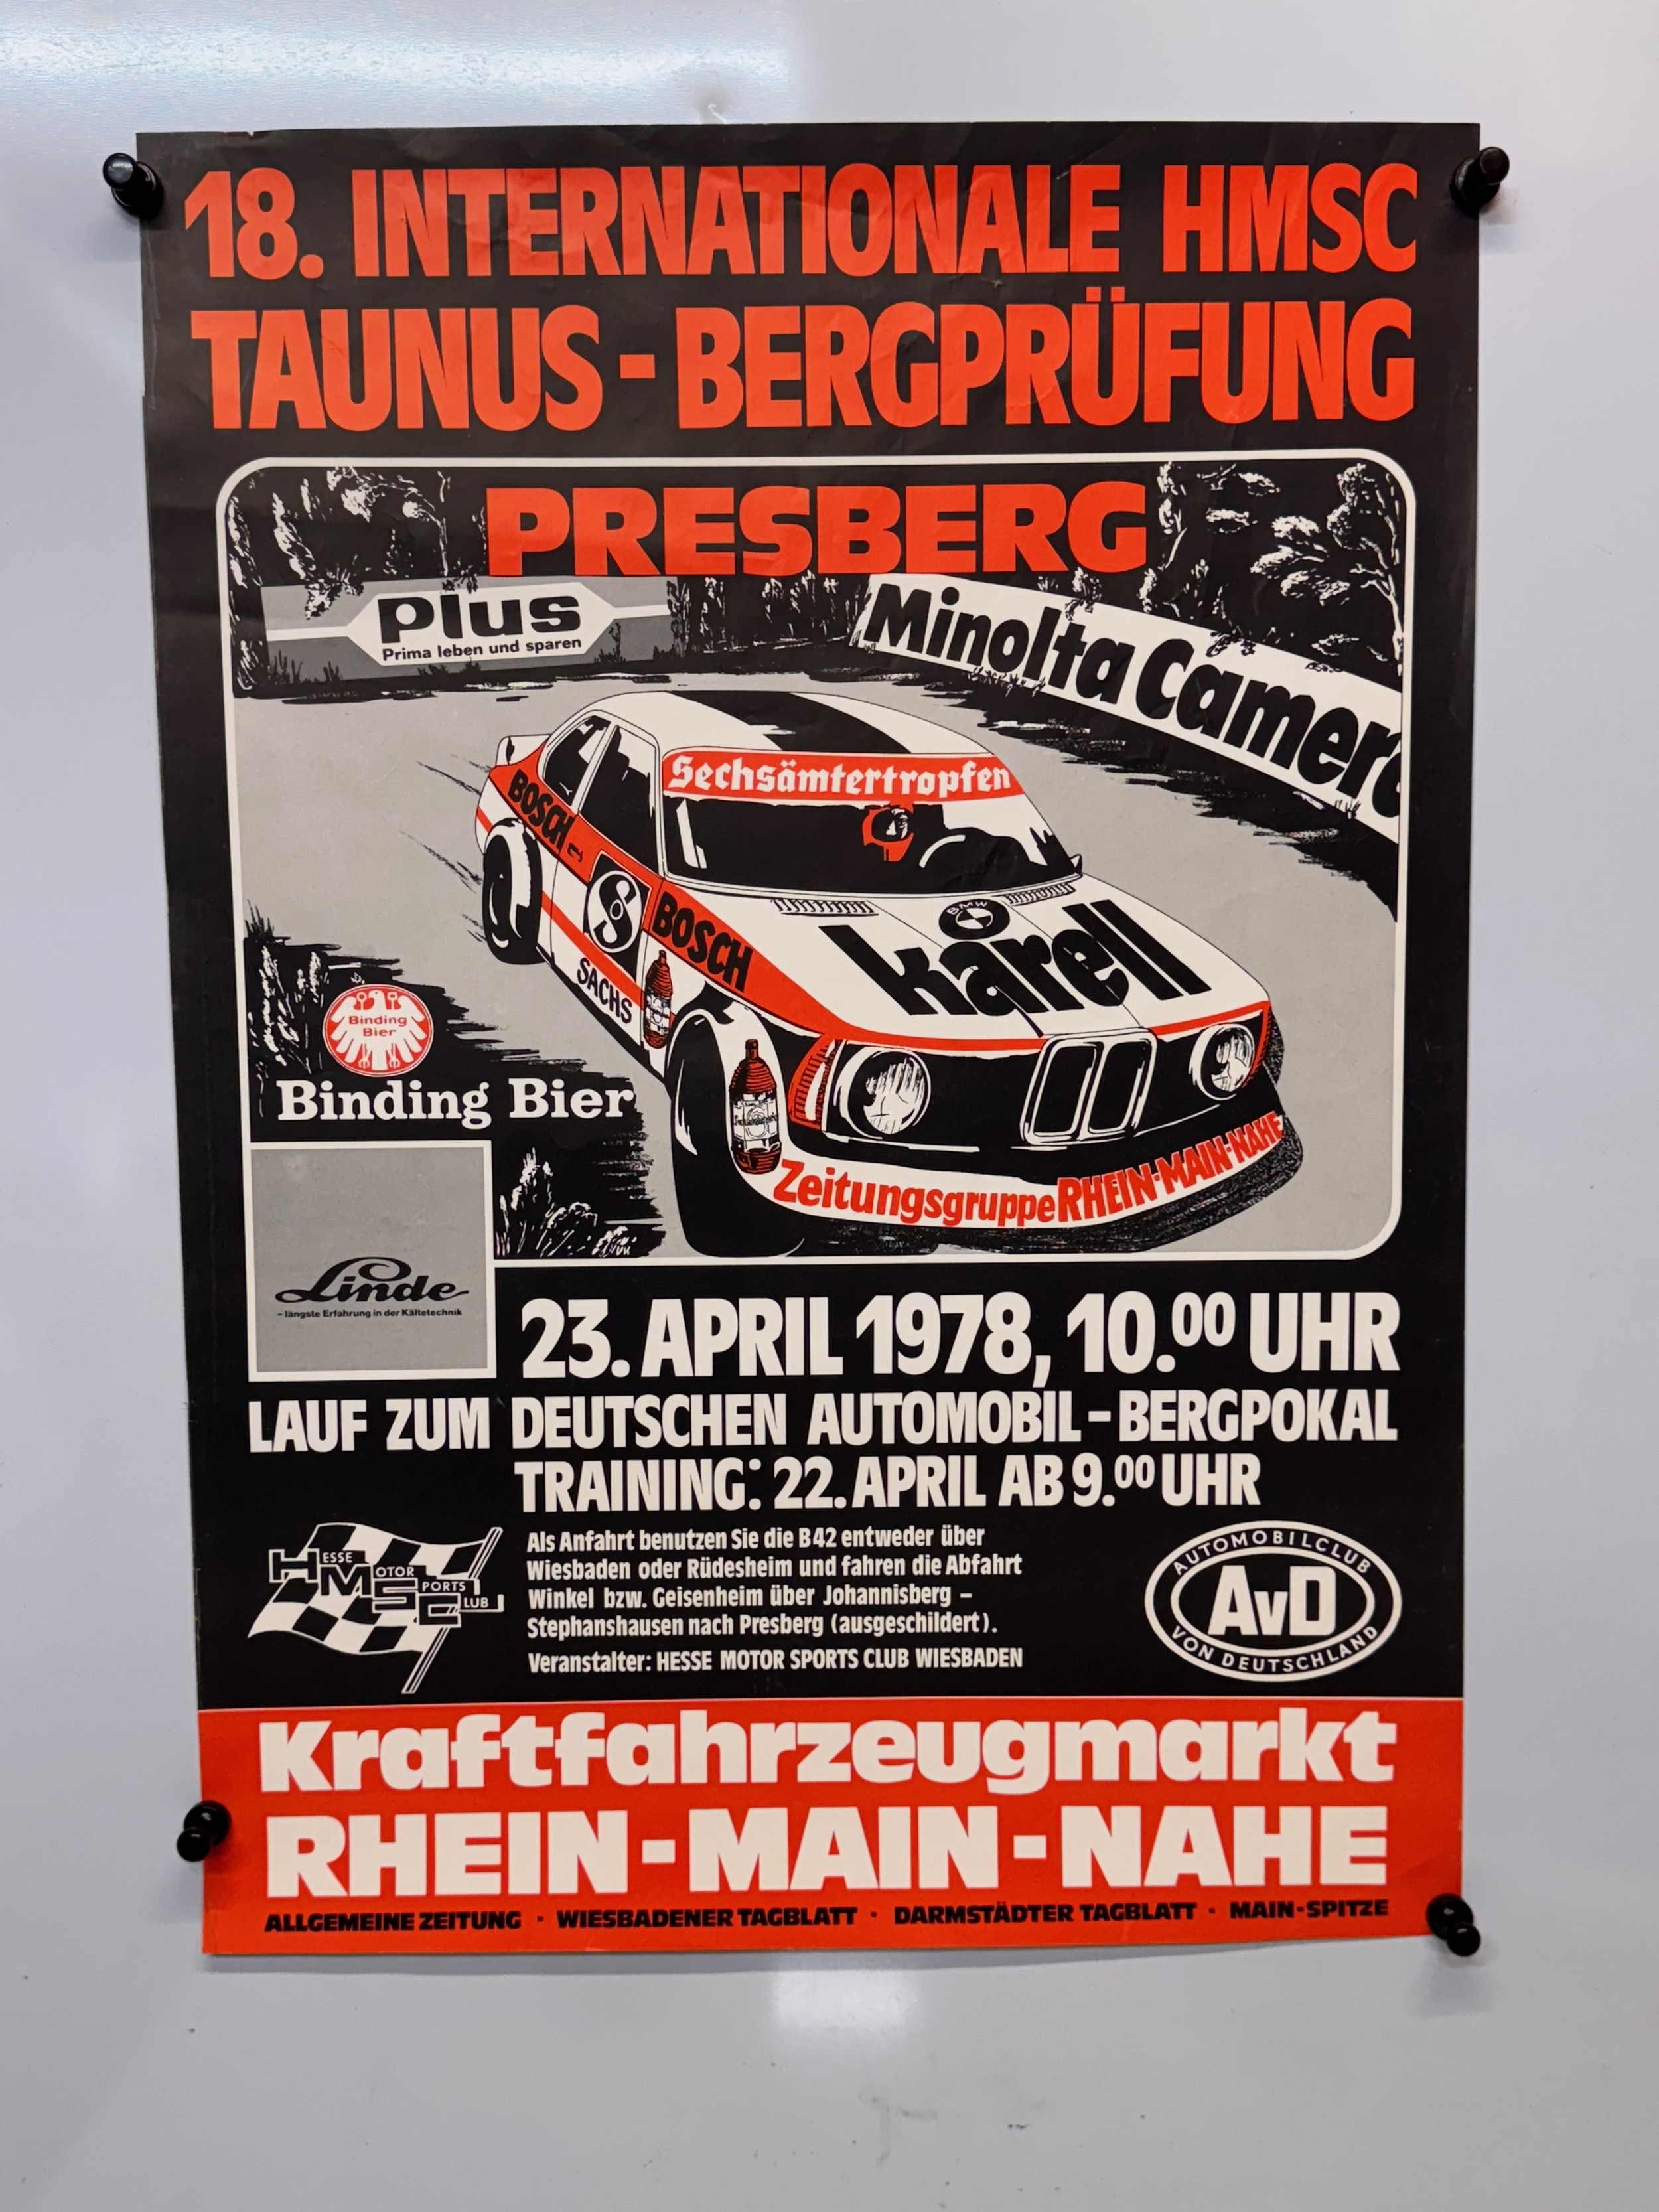 18. INTERNATIONALE HMSC
TAUNUS-BERGPRÜFUNG
PRESBERG
Plus
Prima leben und sparen
Minolta Camera
Sechsämtertropfen
BOSCH
S
BOSCH
SACHS
BMW
karell
Binding
Bier
Binding Bier
Zeitungsgruppe RHEIN-MAIN-NAHE
Linde
- längste Erfahrung in der Kältetechnik
23. APRIL 1978, 10.00 UHR
LAUF ZUM DEUTSCHEN AUTOMOBIL-BERGPOKAL
TRAINING: 22. APRIL AB 9.00 UHR
HESSE
MOTOR
SPORTS
CLUB
Als Anfahrt benutzen Sie die B 42 entweder über
Wiesbaden oder Rüdesheim und fahren die Abfahrt
Winkel bzw. Geisenheim über Johannisberg –
Stephanshausen nach Presberg (ausgeschildert).
Veranstalter: HESSE MOTOR SPORTS CLUB WIESBADEN
AUTOMOBILCLUB
AvD
VON DEUTSCHLAND
Kraftfahrzeugmarkt
RHEIN-MAIN-NAHE
ALLGEMEINE ZEITUNG · WIESBADENER TAGBLATT · DARMSTÄDTER TAGBLATT · MAIN-SPITZE